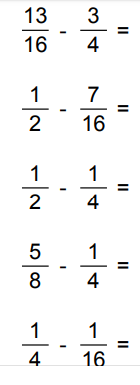 13/16 - 3/4 =
1/2 - 7/16 =
1/2 - 1/4 =
5/8 - 1/4 =
1/4 - 1/16 =